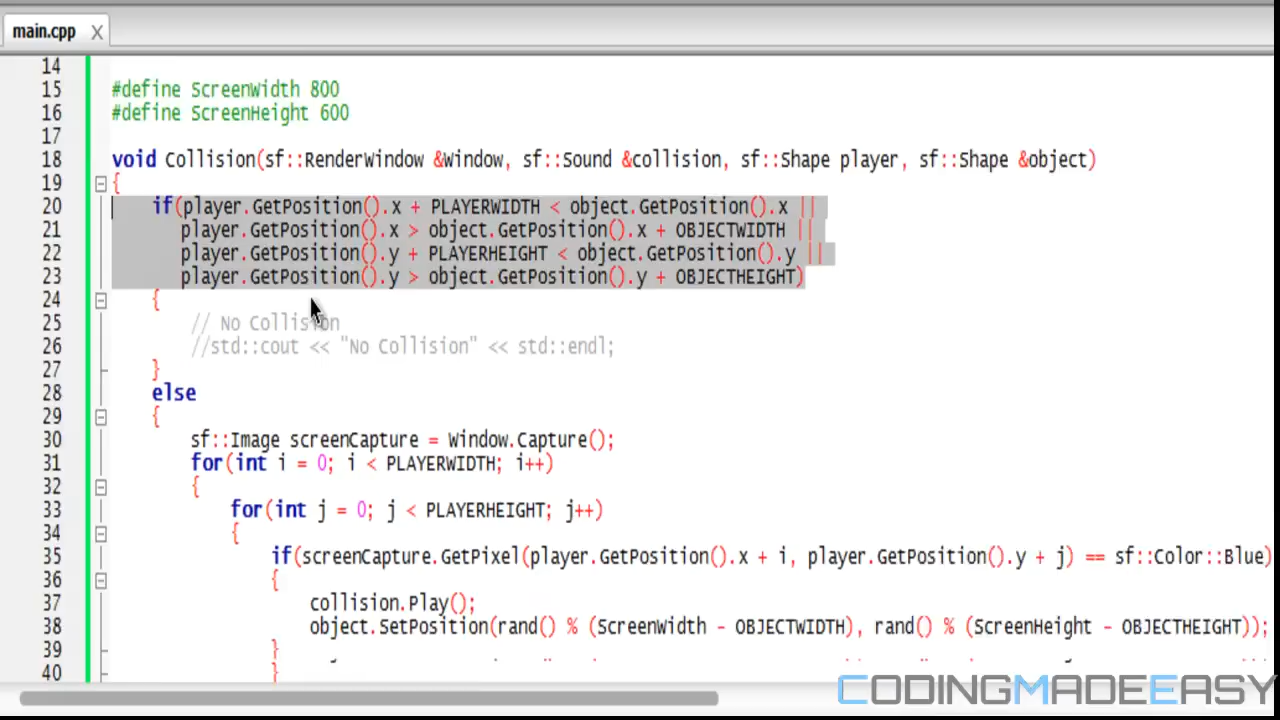 main.cpp X
14
15 #define ScreenWidth 800
16 #define ScreenHeight 600
17
18 void Collision(sf::RenderWindow &Window, sf::Sound &collision, sf::Shape player, sf::Shape &object)
19 {
20 if(player.GetPosition().x + PLAYERWIDTH < object.GetPosition().x ||
21 player.GetPosition().x > object.GetPosition().x + OBJECTWIDTH ||
22 player.GetPosition().y + PLAYERHEIGHT < object.GetPosition().y ||
23 player.GetPosition().y > object.GetPosition().y + OBJECTHEIGHT)
24 {
25 // No Collision
26 //std::cout << "No Collision" << std::endl;
27 }
28 else
29 {
30 sf::Image screenCapture = Window.Capture();
31 for(int i = 0; i < PLAYERWIDTH; i++)
32 {
33 for(int j = 0; j < PLAYERHEIGHT; j++)
34 {
35 if(screenCapture.GetPixel(player.GetPosition().x + i, player.GetPosition().y + j) == sf::Color::Blue)
36 {
37 collision.Play();
38 object.SetPosition(rand() % (ScreenWidth - OBJECTWIDTH), rand() % (ScreenHeight - OBJECTHEIGHT));
39 }
40 }
CODINGMADEEASY